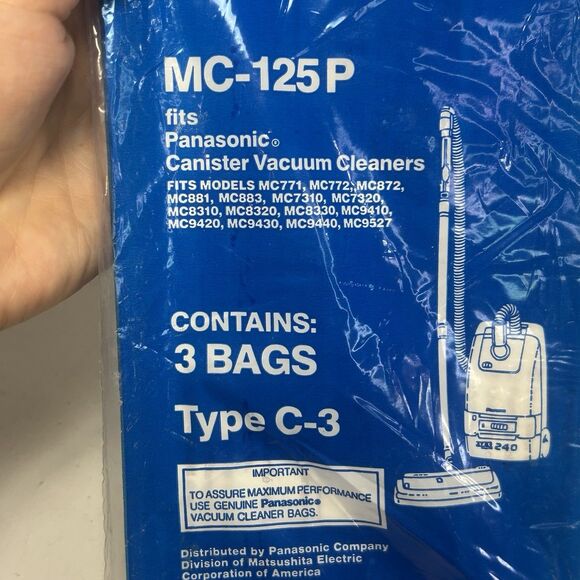 MC-125P
fits
Panasonic®
Canister Vacuum Cleaners
FITS MODELS MC771, MC772, MC872,
MC881, MC883, MC7310, MC7320,
MC8310, MC8320, MC8330, MC9410,
MC9420, MC9430, MC9440, MC9527
CONTAINS:
3 BAGS
Type C-3
IMPORTANT
TO ASSURE MAXIMUM PERFORMANCE
USE GENUINE Panasonic®
VACUUM CLEANER BAGS.
Distributed by Panasonic Company
Division of Matsushita Electric
Corporation of America
240